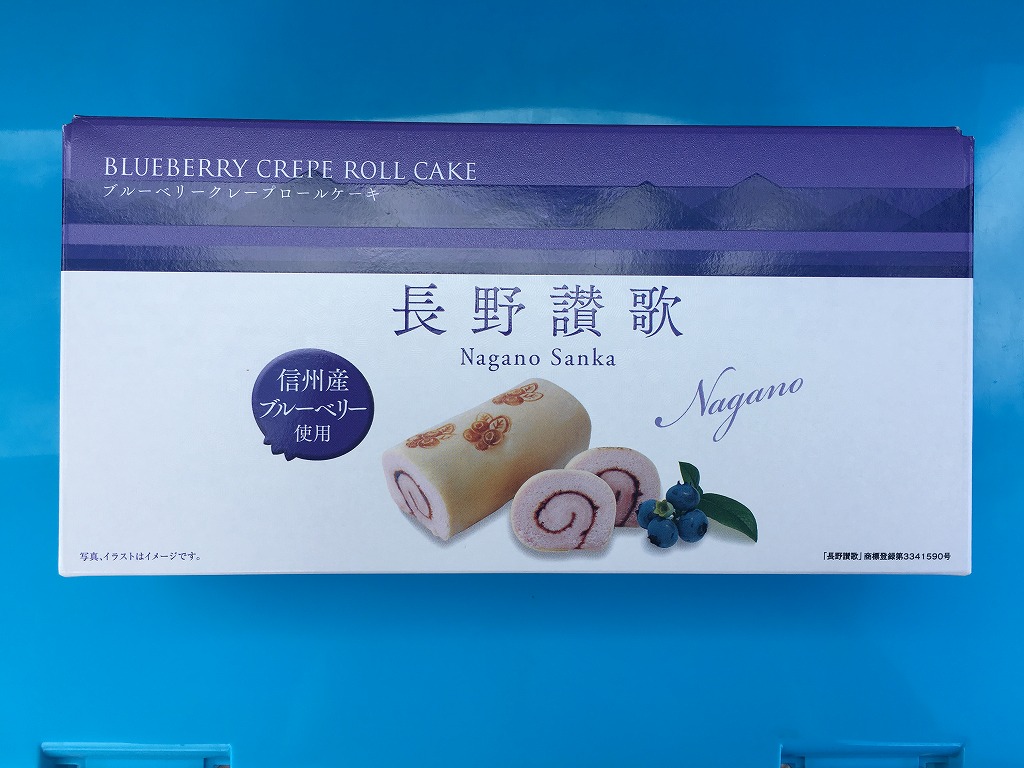 BLUEBERRY CREPE ROLL CAKE
ブルーベリークレープロールケーキ
長野讃歌
Nagano Sanka
信州産
ブルーベリー
使用
Nagano
写真、イラストはイメージです。
「長野讃歌」商標登録第3341590号